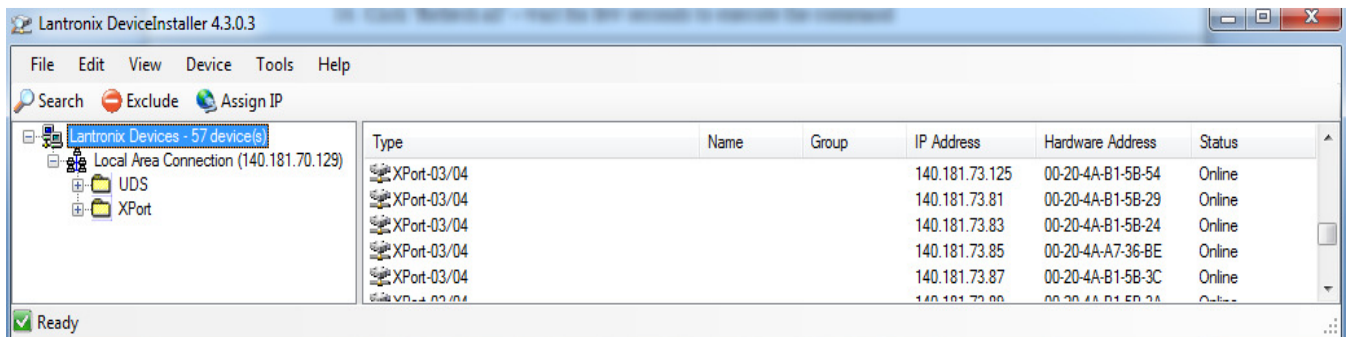 Lantronix DeviceInstaller 4.3.0.3
File Edit View Device Tools Help
Search Exclude Assign IP
Lantronix Devices - 57 device(s)
Local Area Connection (140.181.70.129)
UDS
XPort
Type Name Group IP Address Hardware Address Status
XPort-03/04 140.181.73.125 00-20-4A-B1-5B-54 Online
XPort-03/04 140.181.73.81 00-20-4A-B1-5B-29 Online
XPort-03/04 140.181.73.83 00-20-4A-B1-5B-24 Online
XPort-03/04 140.181.73.85 00-20-4A-A7-36-BE Online
XPort-03/04 140.181.73.87 00-20-4A-B1-5B-3C Online
Ready